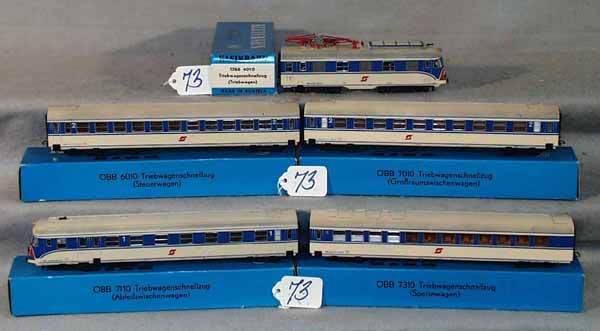 KLEINBAHN
ÖBB 4010
Triebwagenschnellzug
(Triebwagen)
MADE IN AUSTRIA
73
ÖBB 6010 Triebwagenschnellzug
(Steuerwagen)
ÖBB 7010 Triebwagenschnellzug
(Großraumzwischenwagen)
73
ÖBB 7110 Triebwagenschnellzug
(Abteilzwischenwagen)
ÖBB 7310 Triebwagenschnellzug
(Speisewagen)
73